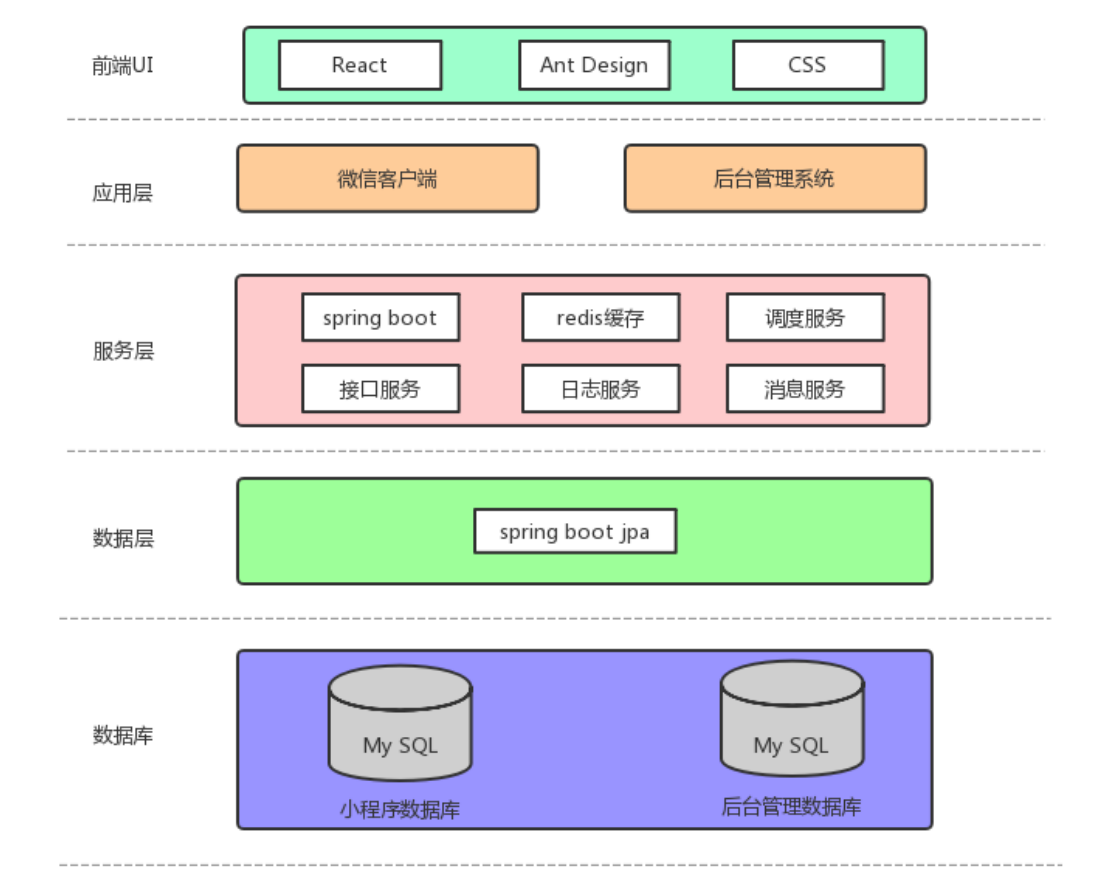 前端UI
React
Ant Design
CSS
应用层
微信客户端
后台管理系统
服务层
spring boot
redis缓存
调度服务
接口服务
日志服务
消息服务
数据层
spring boot jpa
数据库
My SQL
My SQL
小程序数据库
后台管理数据库